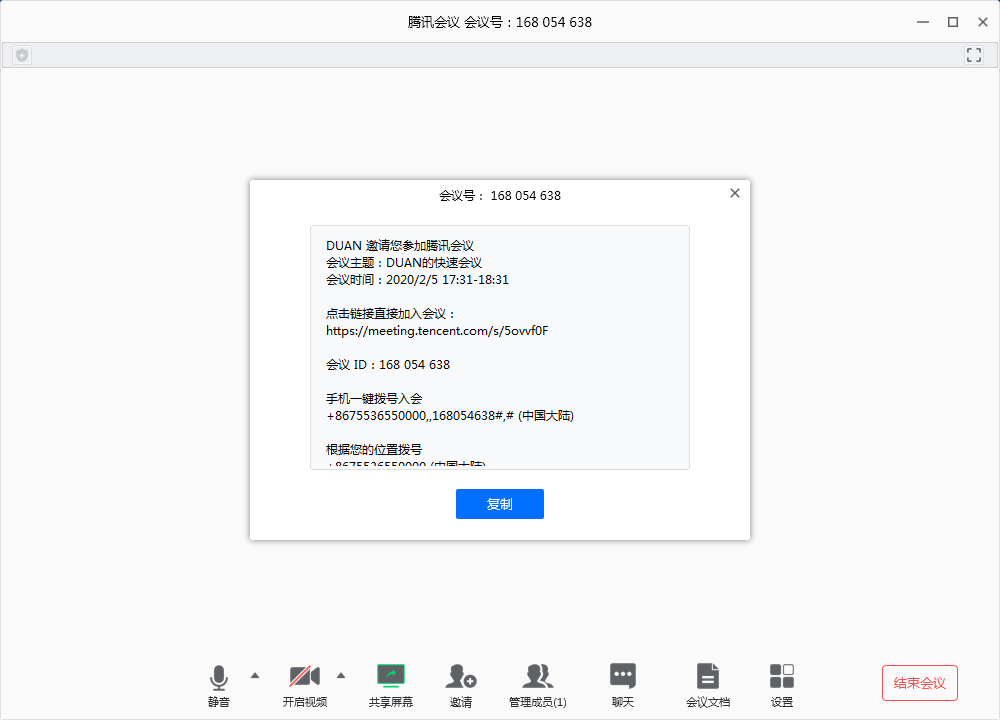 腾讯会议 会议号：168 054 638
会议号： 168 054 638
DUAN 邀请您参加腾讯会议
会议主题：DUAN的快速会议
会议时间：2020/2/5 17:31-18:31
点击链接直接加入会议：
https://meeting.tencent.com/s/5ovvf0F
会议 ID：168 054 638
手机一键拨号入会
+8675536550000,,168054638#,# (中国大陆)
根据您的位置拨号
+8675536550000 (中国大陆)
复制
静音
开启视频
共享屏幕
邀请
管理成员(1)
聊天
会议文档
设置
结束会议